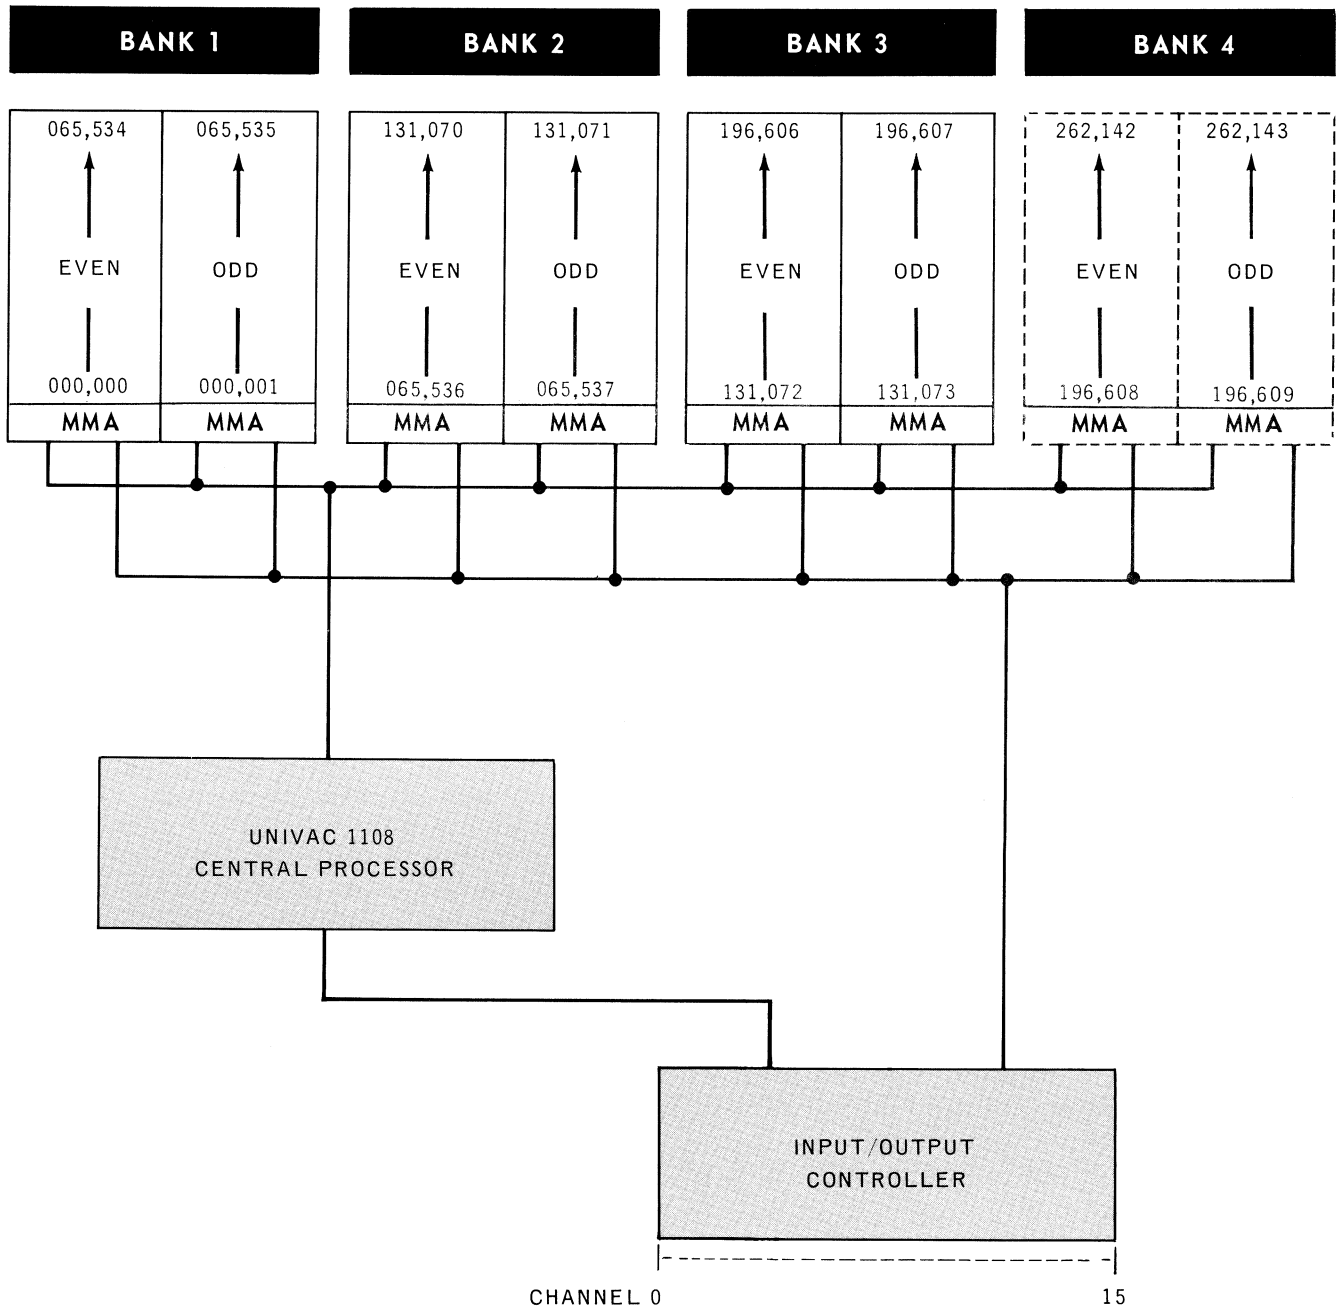 BANK 1 BANK 2 BANK 3 BANK 4
065,534 065,535 131,070 131,071 196,606 196,607 262,142 262,143
EVEN ODD EVEN ODD EVEN ODD EVEN ODD
000,000 000,001 065,536 065,537 131,072 131,073 196,608 196,609
MMA MMA MMA MMA MMA MMA MMA MMA
UNIVAC 1108
CENTRAL PROCESSOR
INPUT/OUTPUT
CONTROLLER
CHANNEL 0 15